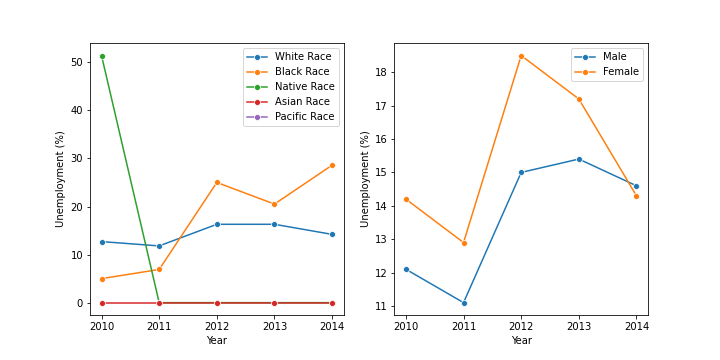 50
40
30
20
10
0
Unemployment (%)
2010 2011 2012 2013 2014
Year
White Race
Black Race
Native Race
Asian Race
Pacific Race
18
17
16
15
14
13
12
11
Unemployment (%)
2010 2011 2012 2013 2014
Year
Male
Female